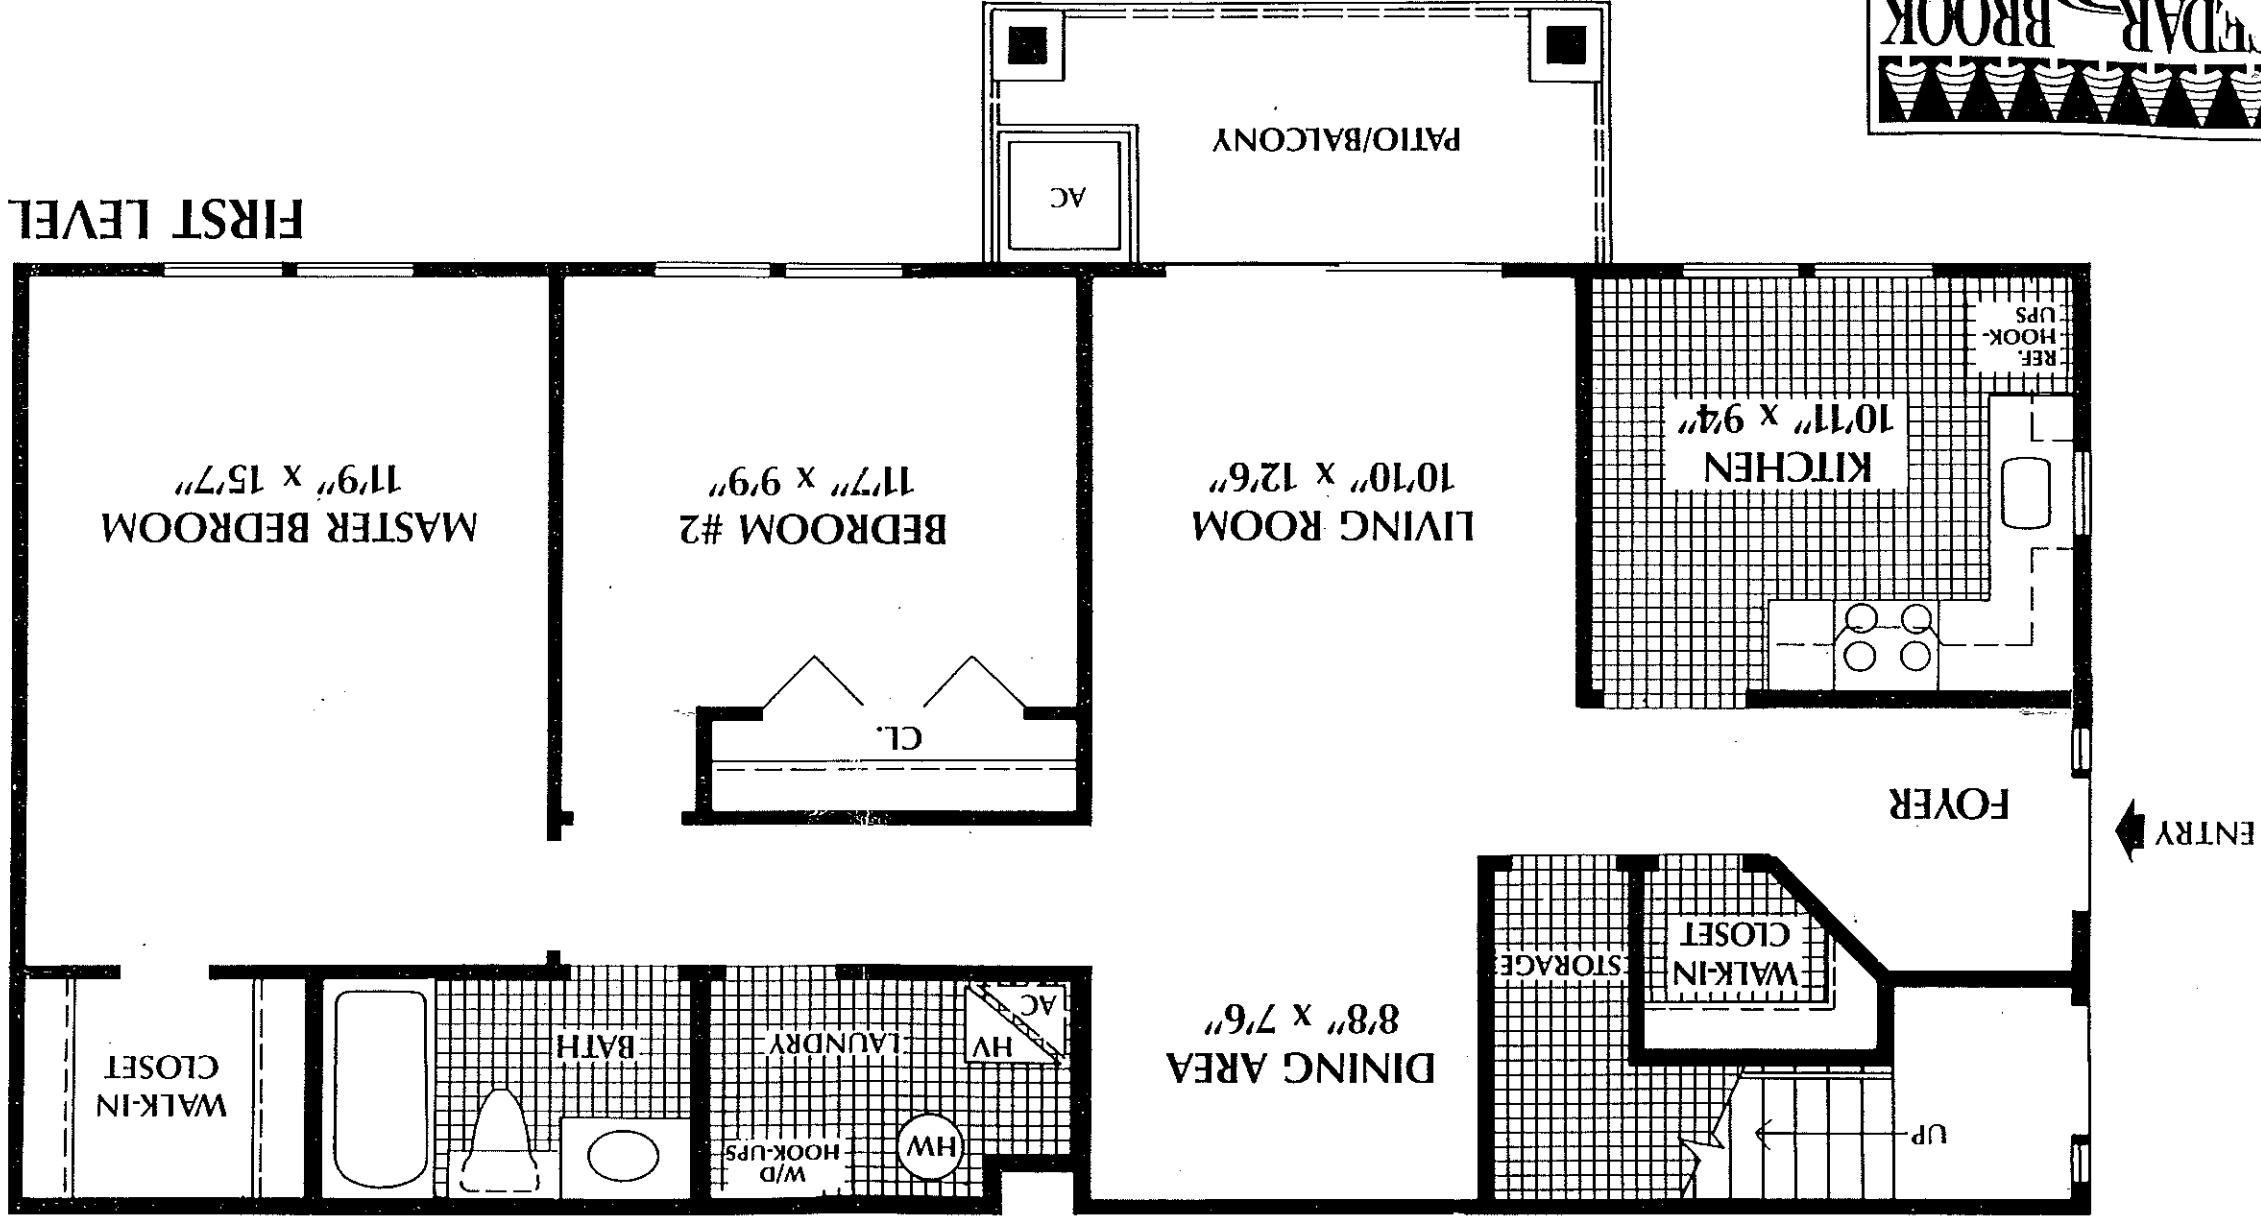 UP
STORAGE
WALK-IN
CLOSET
DINING AREA
8'8" x 7'6"
HW
W/D
HOOK-UPS
LAUNDRY
HV
AC
BATH
WALK-IN
CLOSET
ENTRY
FOYER
CL.
KITCHEN
10'11" x 9'4"
REF.
HOOK-
UPS
LIVING ROOM
10'10" x 12'6"
BEDROOM #2
11'7" x 9'9"
MASTER BEDROOM
11'9" x 15'7"
FIRST LEVEL
AC
PATIO/BALCONY
EDAR BROOK